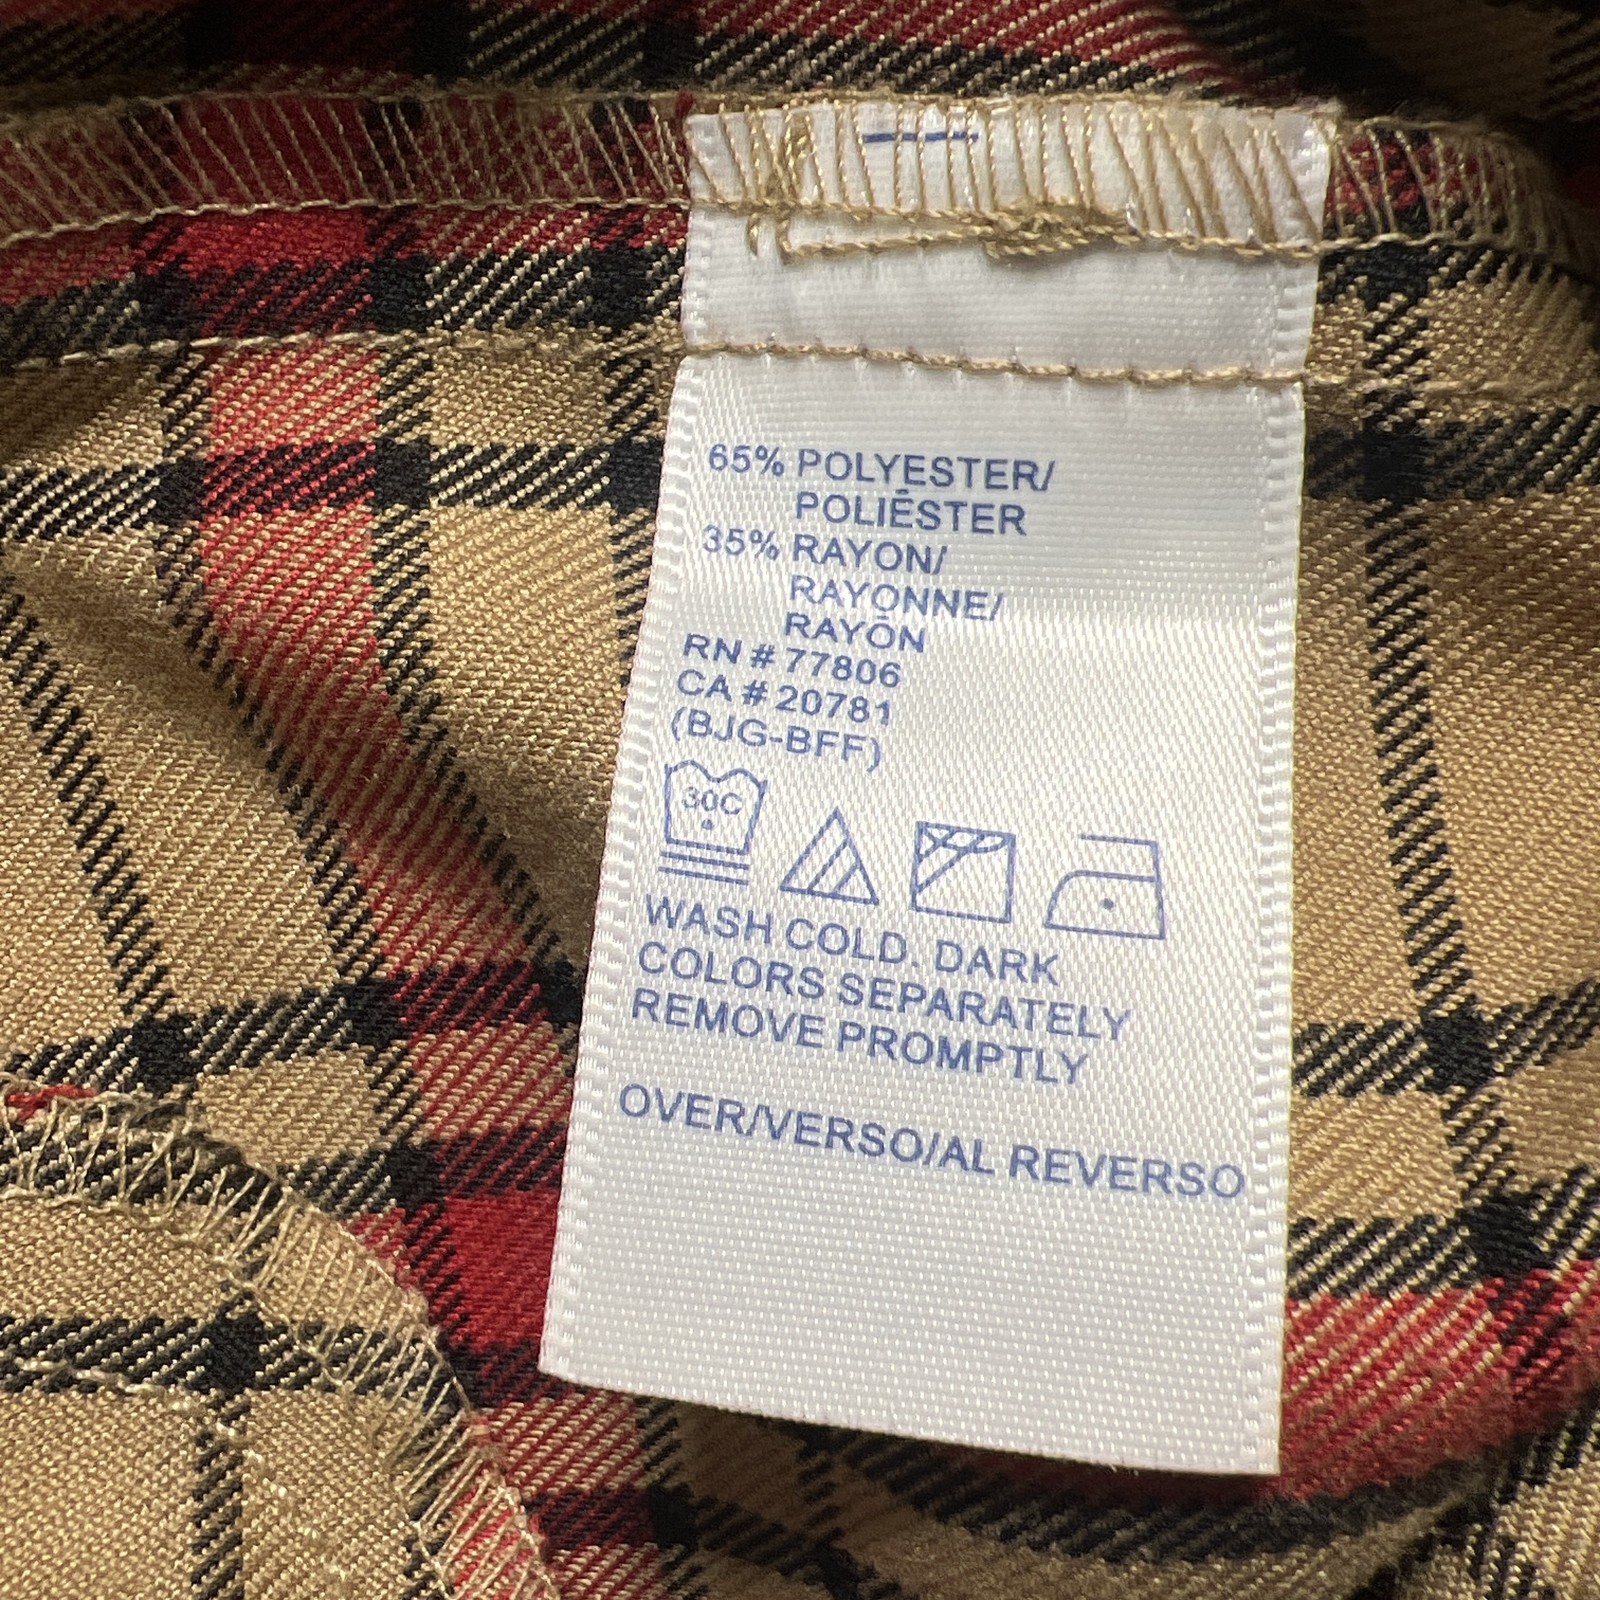 65% POLYESTER/
POLIÉSTER
35% RAYON/
RAYONNE/
RAYÓN
RN # 77806
CA # 20781
(BJG-BFF)
30C
WASH COLD. DARK
COLORS SEPARATELY
REMOVE PROMPTLY
OVER/VERSO/AL REVERSO